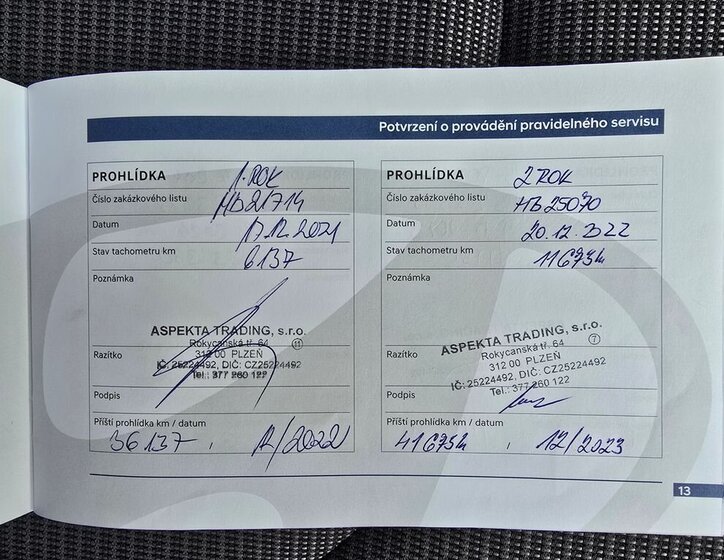 Potvrzení o provádění pravidelného servisu
PROHLÍDKA 1. ROK
Číslo zakázkového listu HB21714
Datum 17.12.2021
Stav tachometru km 6137
Poznámka
ASPEKTA TRADING, s.r.o.
Rokycanská tř. 64
11
312 00 PLZEŇ
Razítko
IČ: 25224492, DIČ: CZ25224492
Tel.: 377 260 122
Podpis
Příští prohlídka km / datum
36137, 12/2022
PROHLÍDKA 2 ROK
Číslo zakázkového listu HB25070
Datum 20.12.2022
Stav tachometru km 11675km
Poznámka
ASPEKTA TRADING, s.r.o.
Rokycanská tř. 64
7
312 00 PLZEŇ
Razítko
IČ: 25224492, DIČ: CZ25224492
Tel.: 377 260 122
Podpis
Příští prohlídka km / datum
41675km, 12/2023
13